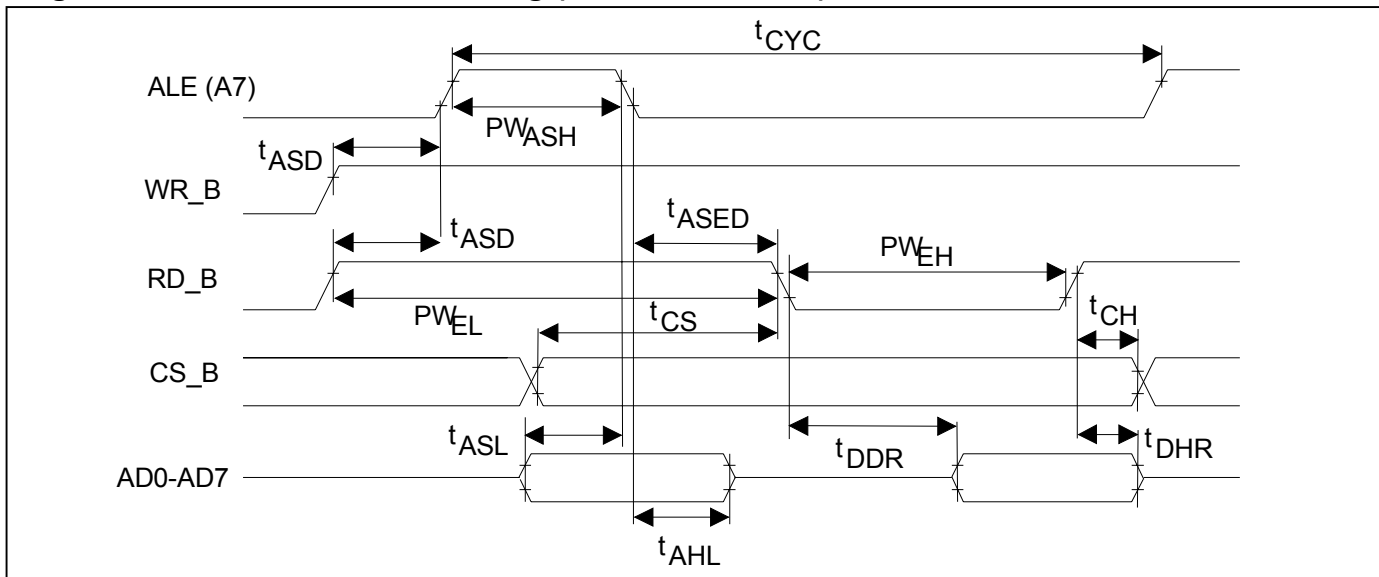 tCYC
ALE (A7)
PWASH
tASD
WR_B
tASED
tASD
PWEH
RD_B
PWEL
tCS
tCH
CS_B
tASL
tDDR
tDHR
AD0-AD7
tAHL